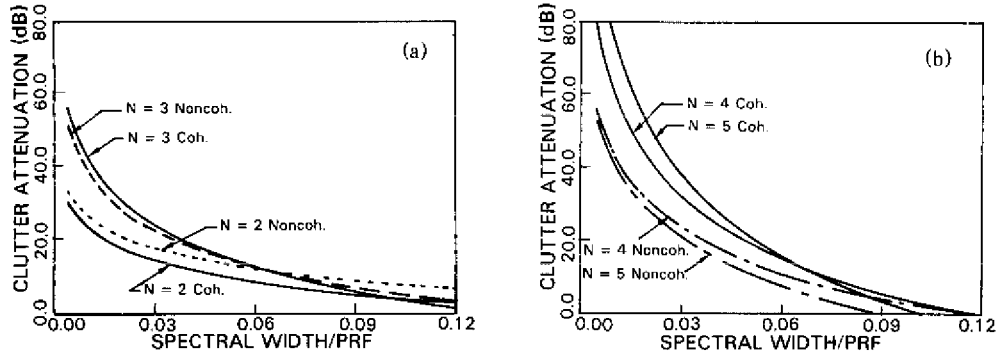 CLUTTER ATTENUATION (dB)
80.0
60.0
40.0
20.0
0.0
(a)
N = 3 Noncoh.
N = 3 Coh.
N = 2 Noncoh.
N = 2 Coh.
0.00 0.03 0.06 0.09 0.12
SPECTRAL WIDTH/PRF
CLUTTER ATTENUATION (dB)
80.0
60.0
40.0
20.0
0.0
(b)
N = 4 Coh.
N = 5 Coh.
N = 4 Noncoh.
N = 5 Noncoh
0.00 0.03 0.06 0.09 0.12
SPECTRAL WIDTH/PRF